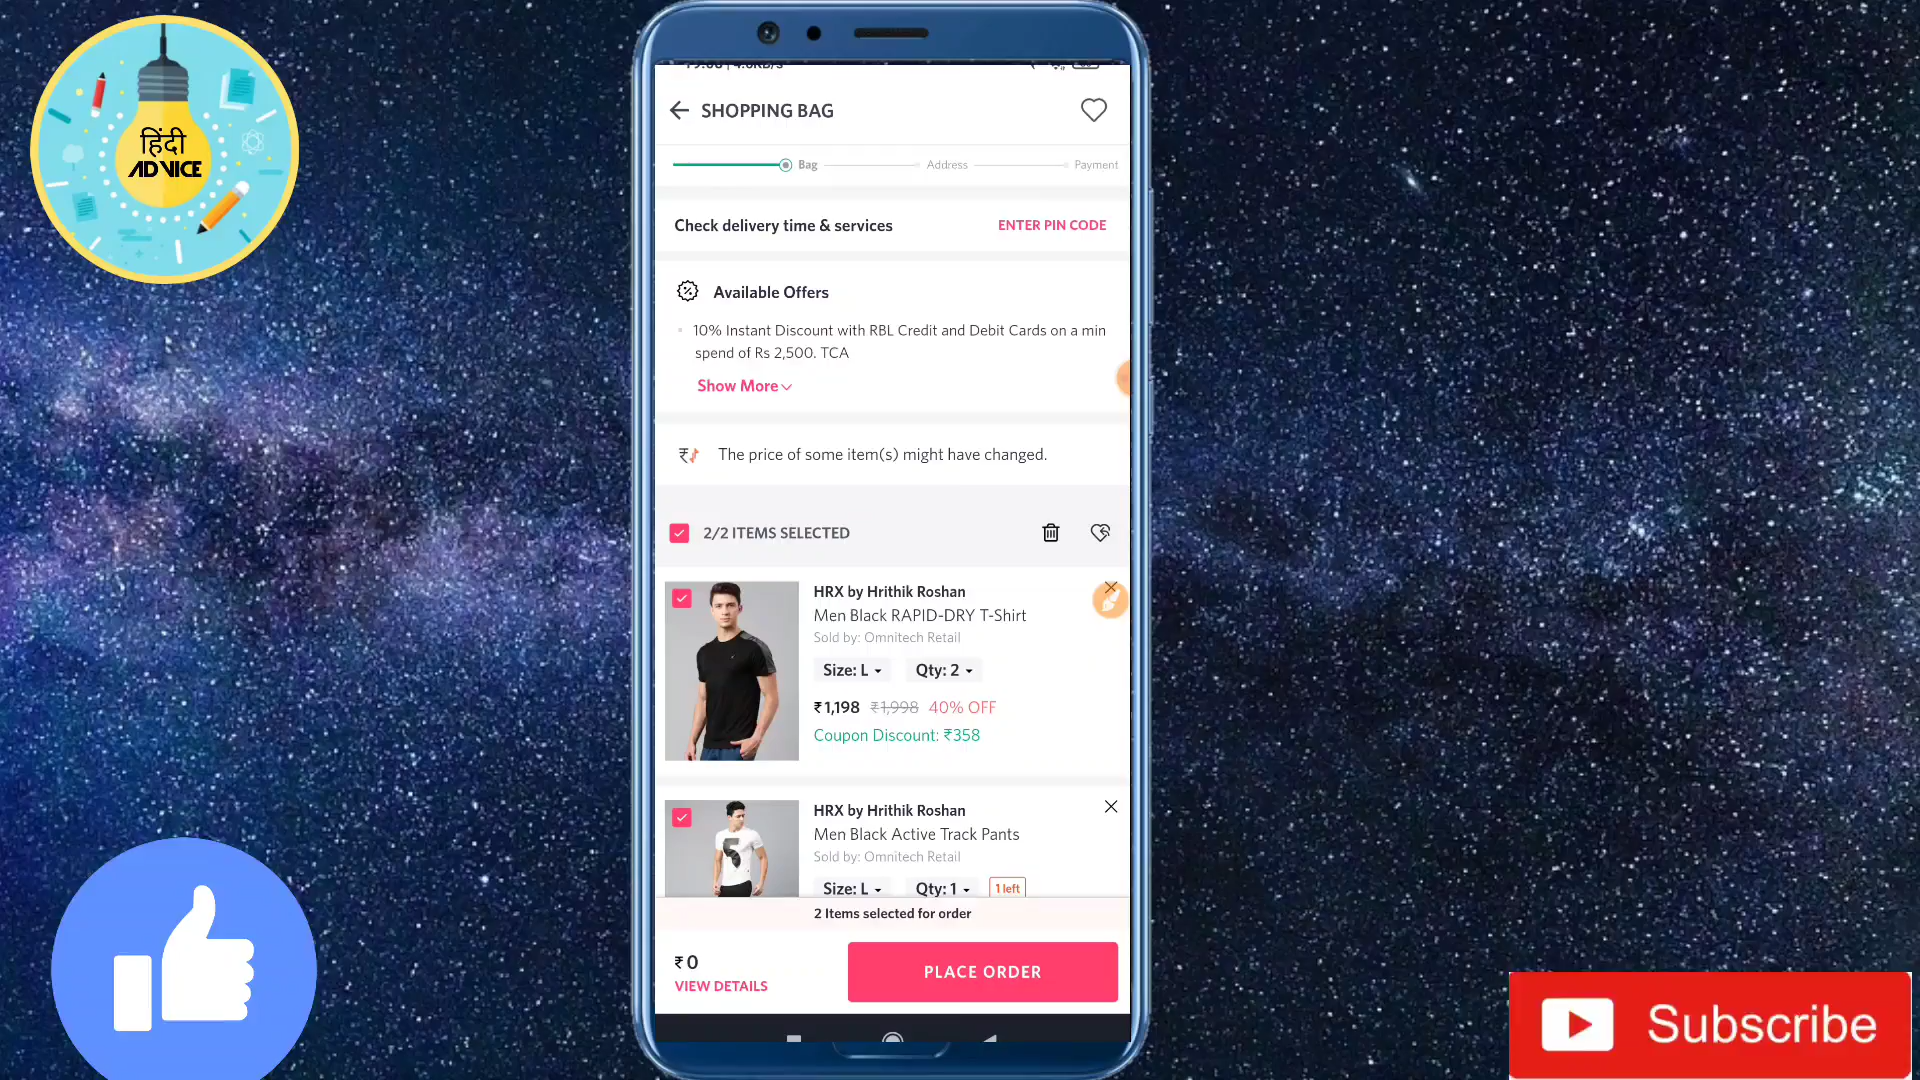 हिंदी
ADVICE
SHOPPING BAG
Bag
Address
Payment
Check delivery time & services
ENTER PIN CODE
Available Offers
10% Instant Discount with RBL Credit and Debit Cards on a min
spend of Rs 2,500. TCA
Show More
The price of some item(s) might have changed.
2/2 ITEMS SELECTED
HRX by Hrithik Roshan
Men Black RAPID-DRY T-Shirt
Sold by: Omnitech Retail
Size: L Qty: 2
₹1,198 ₹1,998 40% OFF
Coupon Discount: ₹358
HRX by Hrithik Roshan
Men Black Active Track Pants
Sold by: Omnitech Retail
Size: L Qty: 1 1 left
2 Items selected for order
₹0
VIEW DETAILS
PLACE ORDER
Subscribe